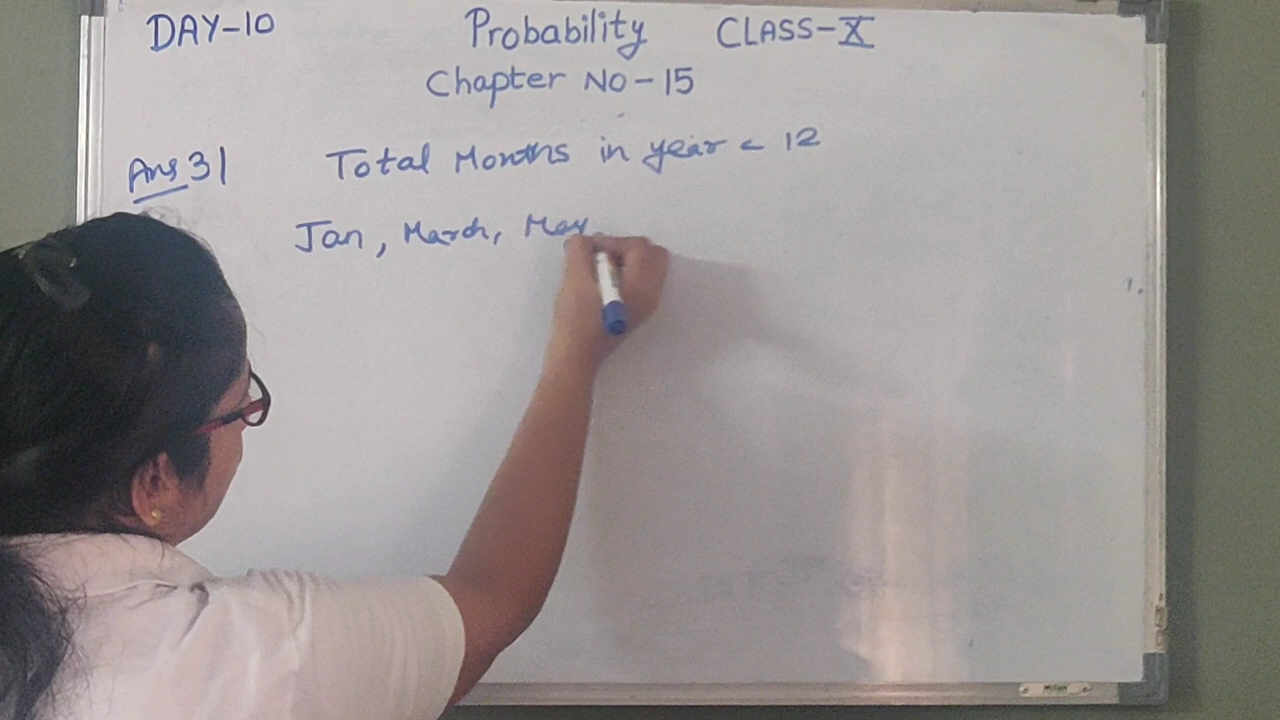 DAY-10 Probability CLASS-X
Chapter NO-15
Ans 31 Total Months in year = 12
Jan, March, May